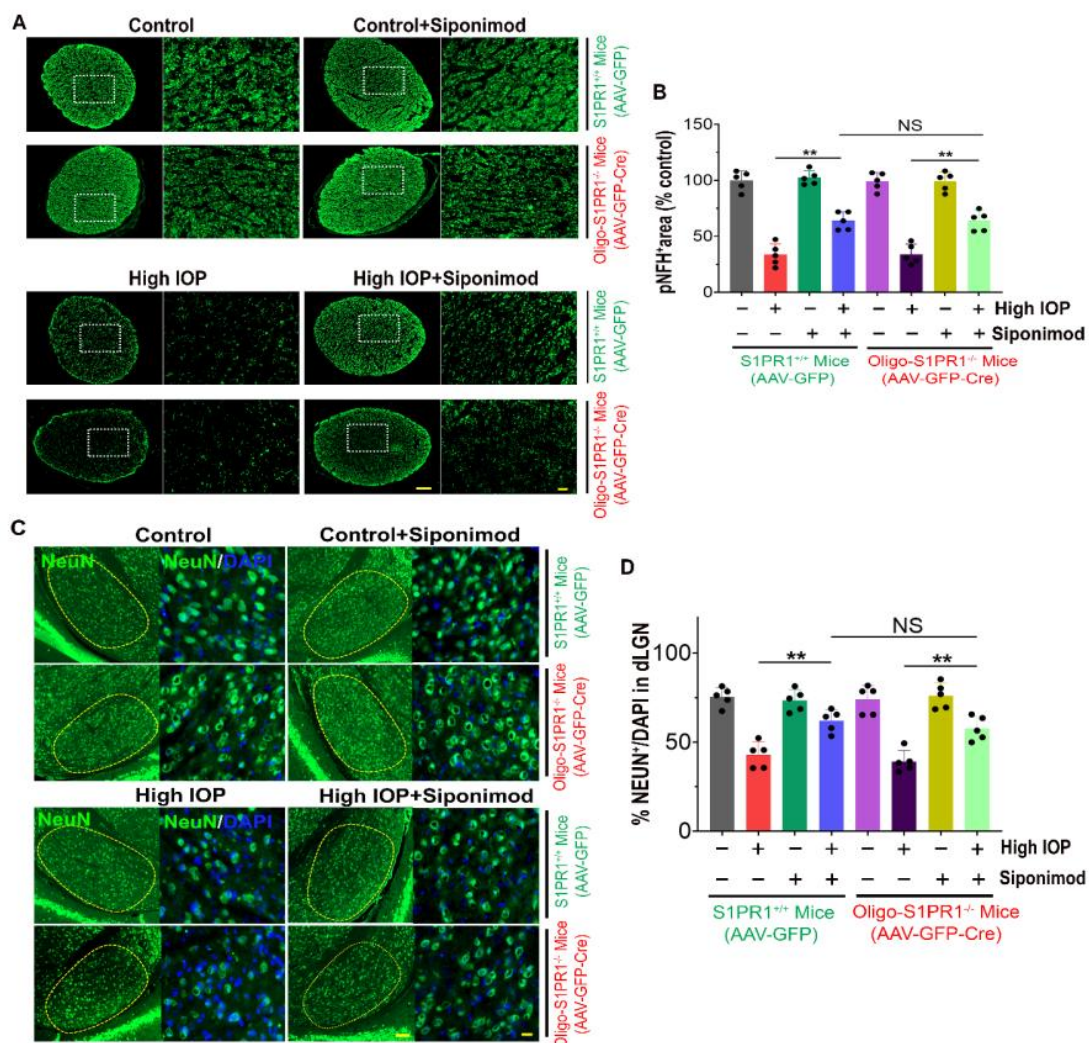 A
Control
Control+Siponimod
S1PR1+/+ Mice
(AAV-GFP)
Oligo-S1PR1-/- Mice
(AAV-GFP-Cre)
High IOP
High IOP+Siponimod
S1PR1+/+ Mice
(AAV-GFP)
Oligo-S1PR1-/- Mice
(AAV-GFP-Cre)
B
pNFH+area (% control)
150
100
50
0
**
NS
**
− + − + − + − + High IOP
− − + + − − + + Siponimod
S1PR1+/+ Mice
(AAV-GFP)
Oligo-S1PR1-/- Mice
(AAV-GFP-Cre)
C
Control
Control+Siponimod
NeuN
NeuN/DAPI
S1PR1+/+ Mice
(AAV-GFP)
Oligo-S1PR1-/- Mice
(AAV-GFP-Cre)
High IOP
High IOP+Siponimod
NeuN
NeuN/DAPI
S1PR1+/+ Mice
(AAV-GFP)
Oligo-S1PR1-/- Mice
(AAV-GFP-Cre)
D
% NEUN+/DAPI in dLGN
100
50
0
**
NS
**
− + − + − + − + High IOP
− − + + − − + + Siponimod
S1PR1+/+ Mice
(AAV-GFP)
Oligo-S1PR1-/- Mice
(AAV-GFP-Cre)